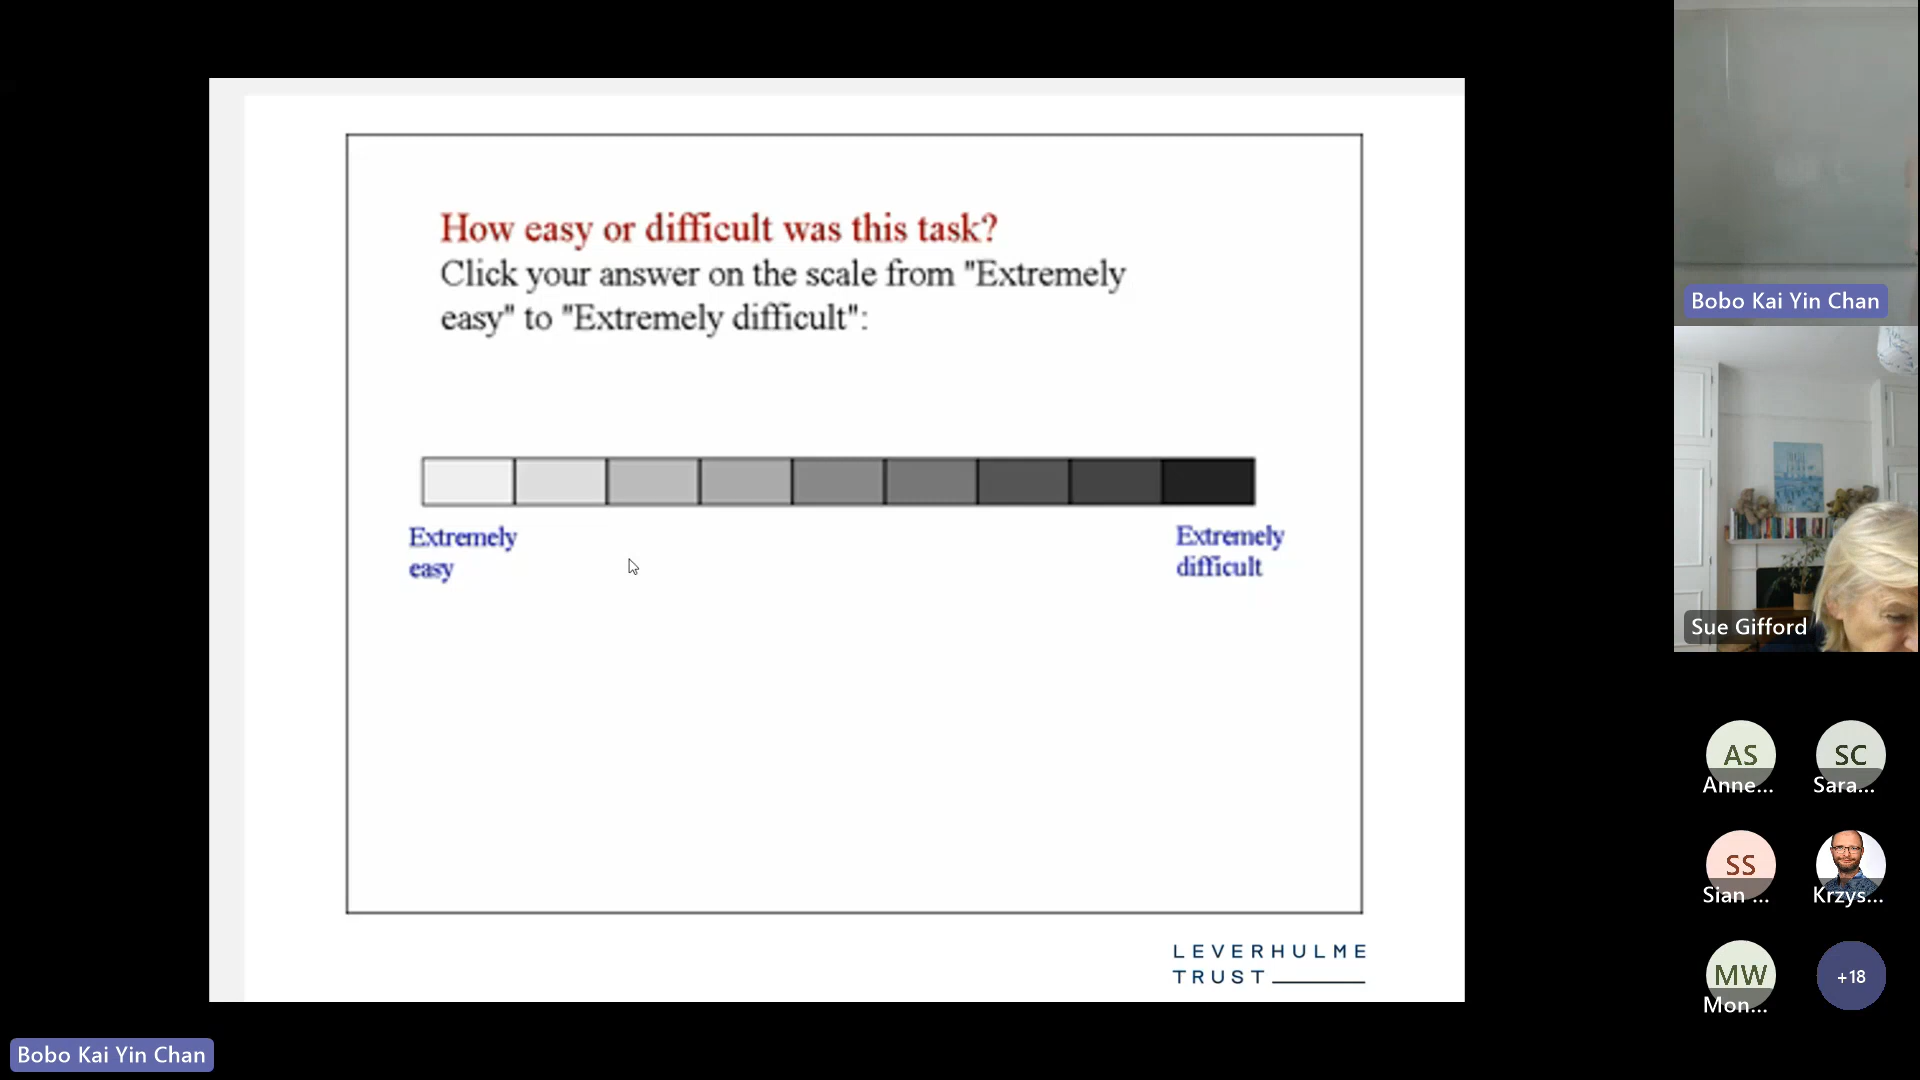 How easy or difficult was this task?
Click your answer on the scale from "Extremely
easy" to "Extremely difficult":
Extremely
easy
Extremely
difficult
LEVERHULME
TRUST
Bobo Kai Yin Chan
Bobo Kai Yin Chan
Sue Gifford
AS
Anne...
SC
Sara...
SS
Sian ...
Krzys...
MW
Mon...
+18